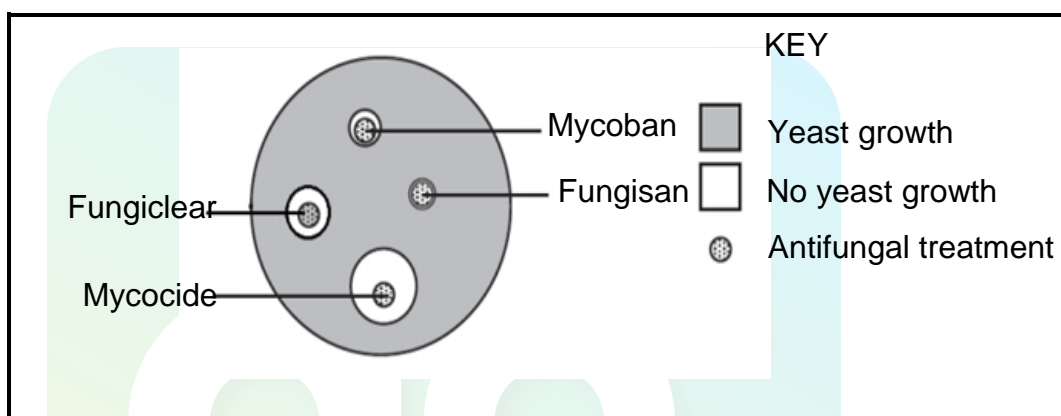 KEY
Mycoban
Yeast growth
Fungisan
No yeast growth
Fungiclear
Antifungal treatment
Mycocide